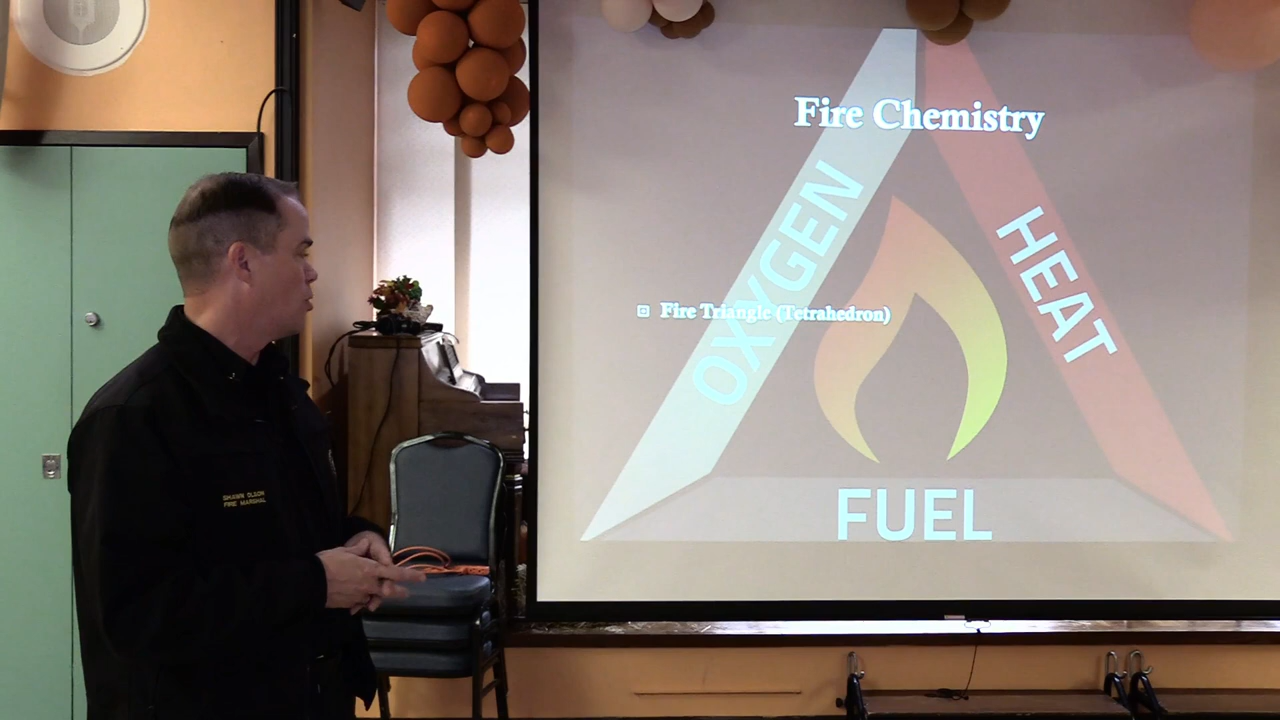 Fire Chemistry
OXYGEN
HEAT
Fire Triangle (Tetrahedron)
FUEL
SHAWN OLSON
FIRE MARSHAL